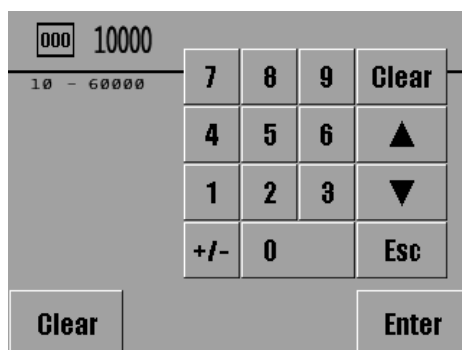 000 10000
10 - 60000
7 8 9 Clear
4 5 6 ▲
1 2 3 ▼
+/- 0 Esc
Clear Enter